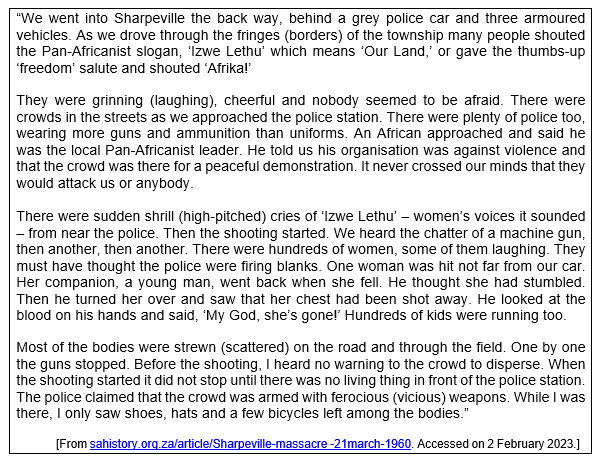 “We went into Sharpeville the back way, behind a grey police car and three armoured
vehicles. As we drove through the fringes (borders) of the township many people shouted
the Pan-Africanist slogan, ‘Izwe Lethu’ which means ‘Our Land,’ or gave the thumbs-up
‘freedom’ salute and shouted ‘Afrika!’
They were grinning (laughing), cheerful and nobody seemed to be afraid. There were
crowds in the streets as we approached the police station. There were plenty of police too,
wearing more guns and ammunition than uniforms. An African approached and said he
was the local Pan-Africanist leader. He told us his organisation was against violence and
that the crowd was there for a peaceful demonstration. It never crossed our minds that they
would attack us or anybody.
There were sudden shrill (high-pitched) cries of ‘Izwe Lethu’ – women’s voices it sounded
– from near the police. Then the shooting started. We heard the chatter of a machine gun,
then another, then another. There were hundreds of women, some of them laughing. They
must have thought the police were firing blanks. One woman was hit not far from our car.
Her companion, a young man, went back when she fell. He thought she had stumbled.
Then he turned her over and saw that her chest had been shot away. He looked at the
blood on his hands and said, ‘My God, she’s gone!’ Hundreds of kids were running too.
Most of the bodies were strewn (scattered) on the road and through the field. One by one
the guns stopped. Before the shooting, I heard no warning to the crowd to disperse. When
the shooting started it did not stop until there was no living thing in front of the police station.
The police claimed that the crowd was armed with ferocious (vicious) weapons. While I was
there, I only saw shoes, hats and a few bicycles left among the bodies.”
[From sahistory.org.za/article/Sharpeville-massacre -21march-1960. Accessed on 2 February 2023.]